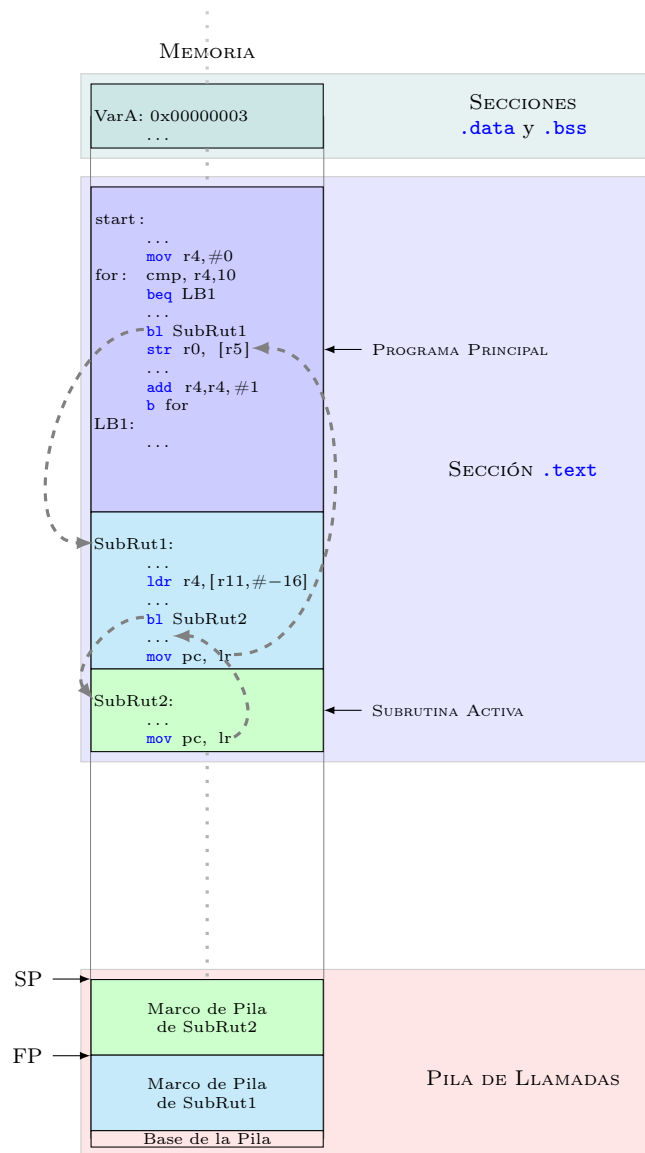 MEMORIA
VarA: 0x00000003
...
SECCIONES
.data y .bss
start:
...
mov r4,#0
for: cmp, r4,10
beq LB1
...
bl SubRut1
str r0, [r5]
...
add r4,r4,#1
b for
LB1:
...
PROGRAMA PRINCIPAL
SECCIÓN .text
SubRut1:
...
ldr r4,[r11,#−16]
...
bl SubRut2
...
mov pc, lr
SubRut2:
...
mov pc, lr
SUBRUTINA ACTIVA
SP
Marco de Pila
de SubRut2
FP
Marco de Pila
de SubRut1
Base de la Pila
PILA DE LLAMADAS